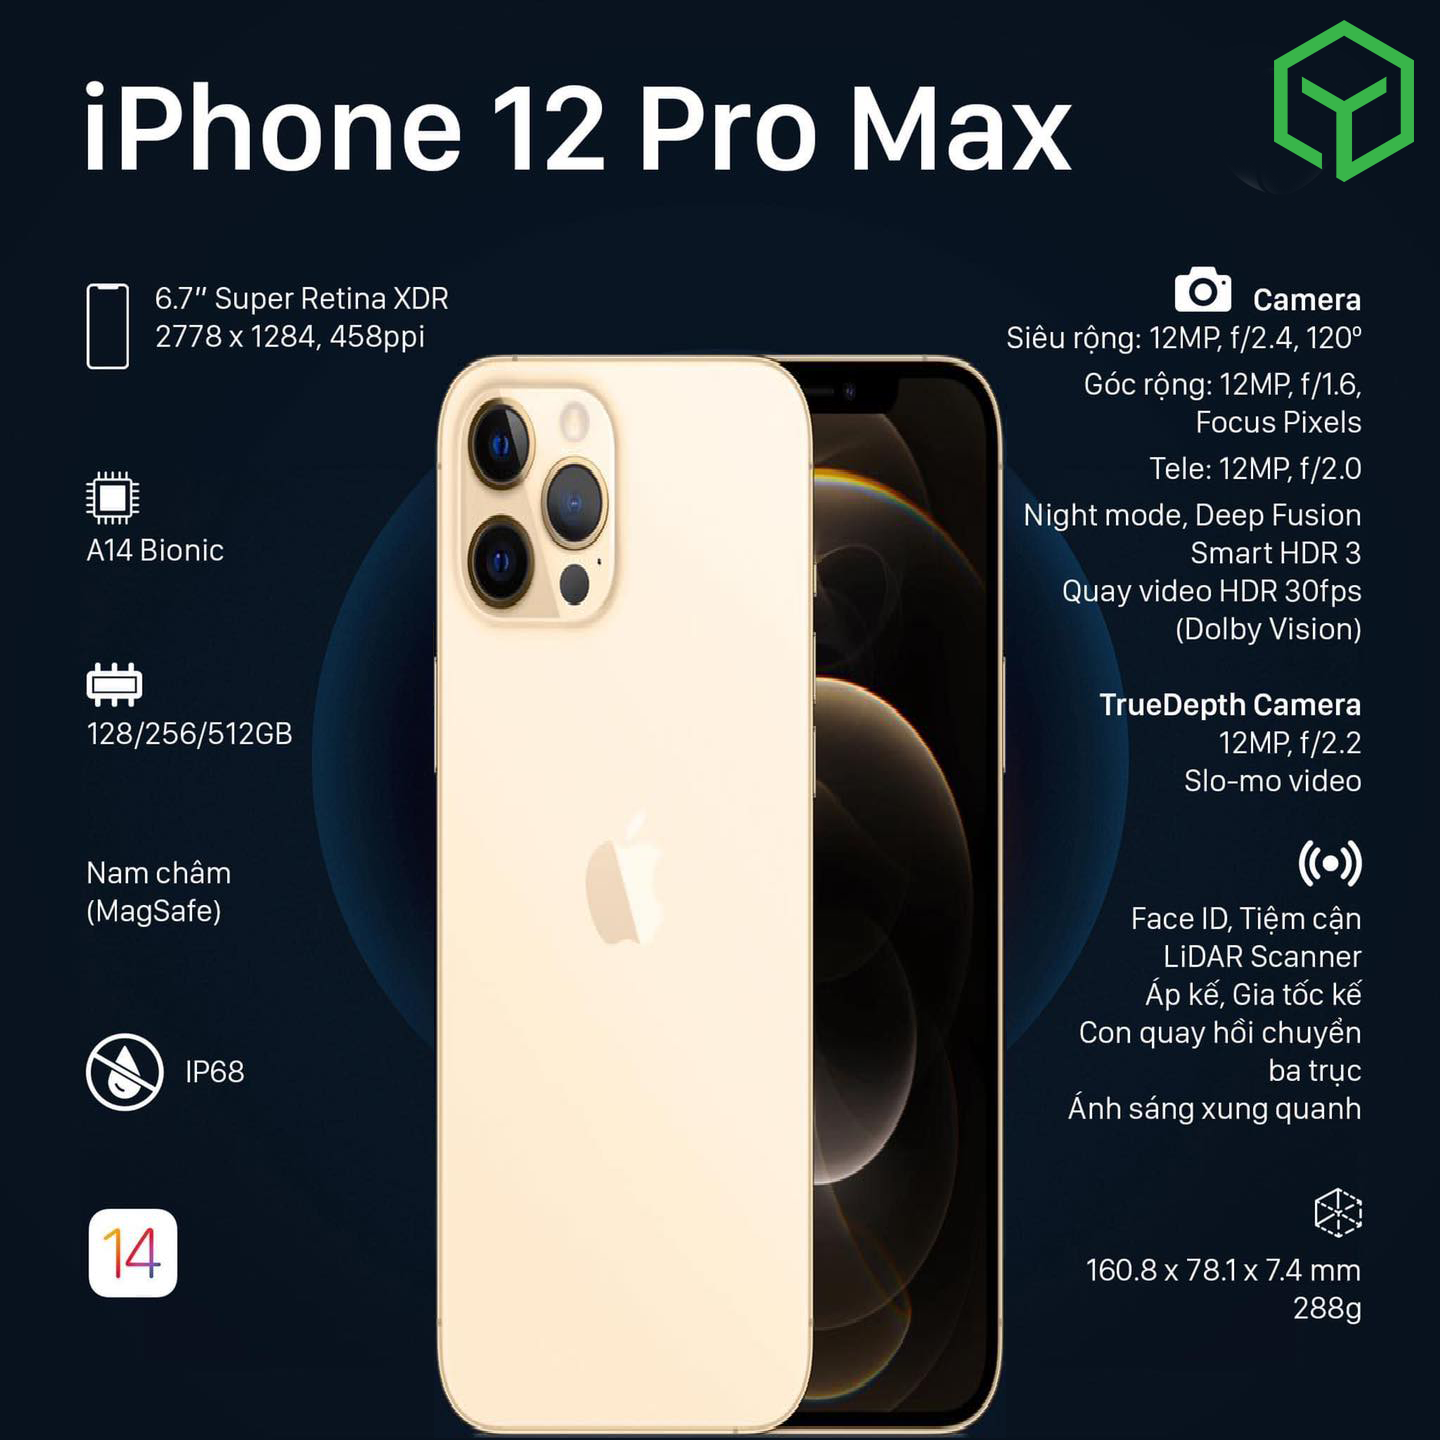 iPhone 12 Pro Max
6.7" Super Retina XDR
2778 x 1284, 458ppi
A14 Bionic
128/256/512GB
Nam châm
(MagSafe)
IP68
14
Camera
Siêu rộng: 12MP, f/2.4, 120º
Góc rộng: 12MP, f/1.6,
Focus Pixels
Tele: 12MP, f/2.0
Night mode, Deep Fusion
Smart HDR 3
Quay video HDR 30fps
(Dolby Vision)
TrueDepth Camera
12MP, f/2.2
Slo-mo video
Face ID, Tiệm cận
LiDAR Scanner
Áp kế, Gia tốc kế
Con quay hồi chuyển
ba trục
Ánh sáng xung quanh
160.8 x 78.1 x 7.4 mm
288g